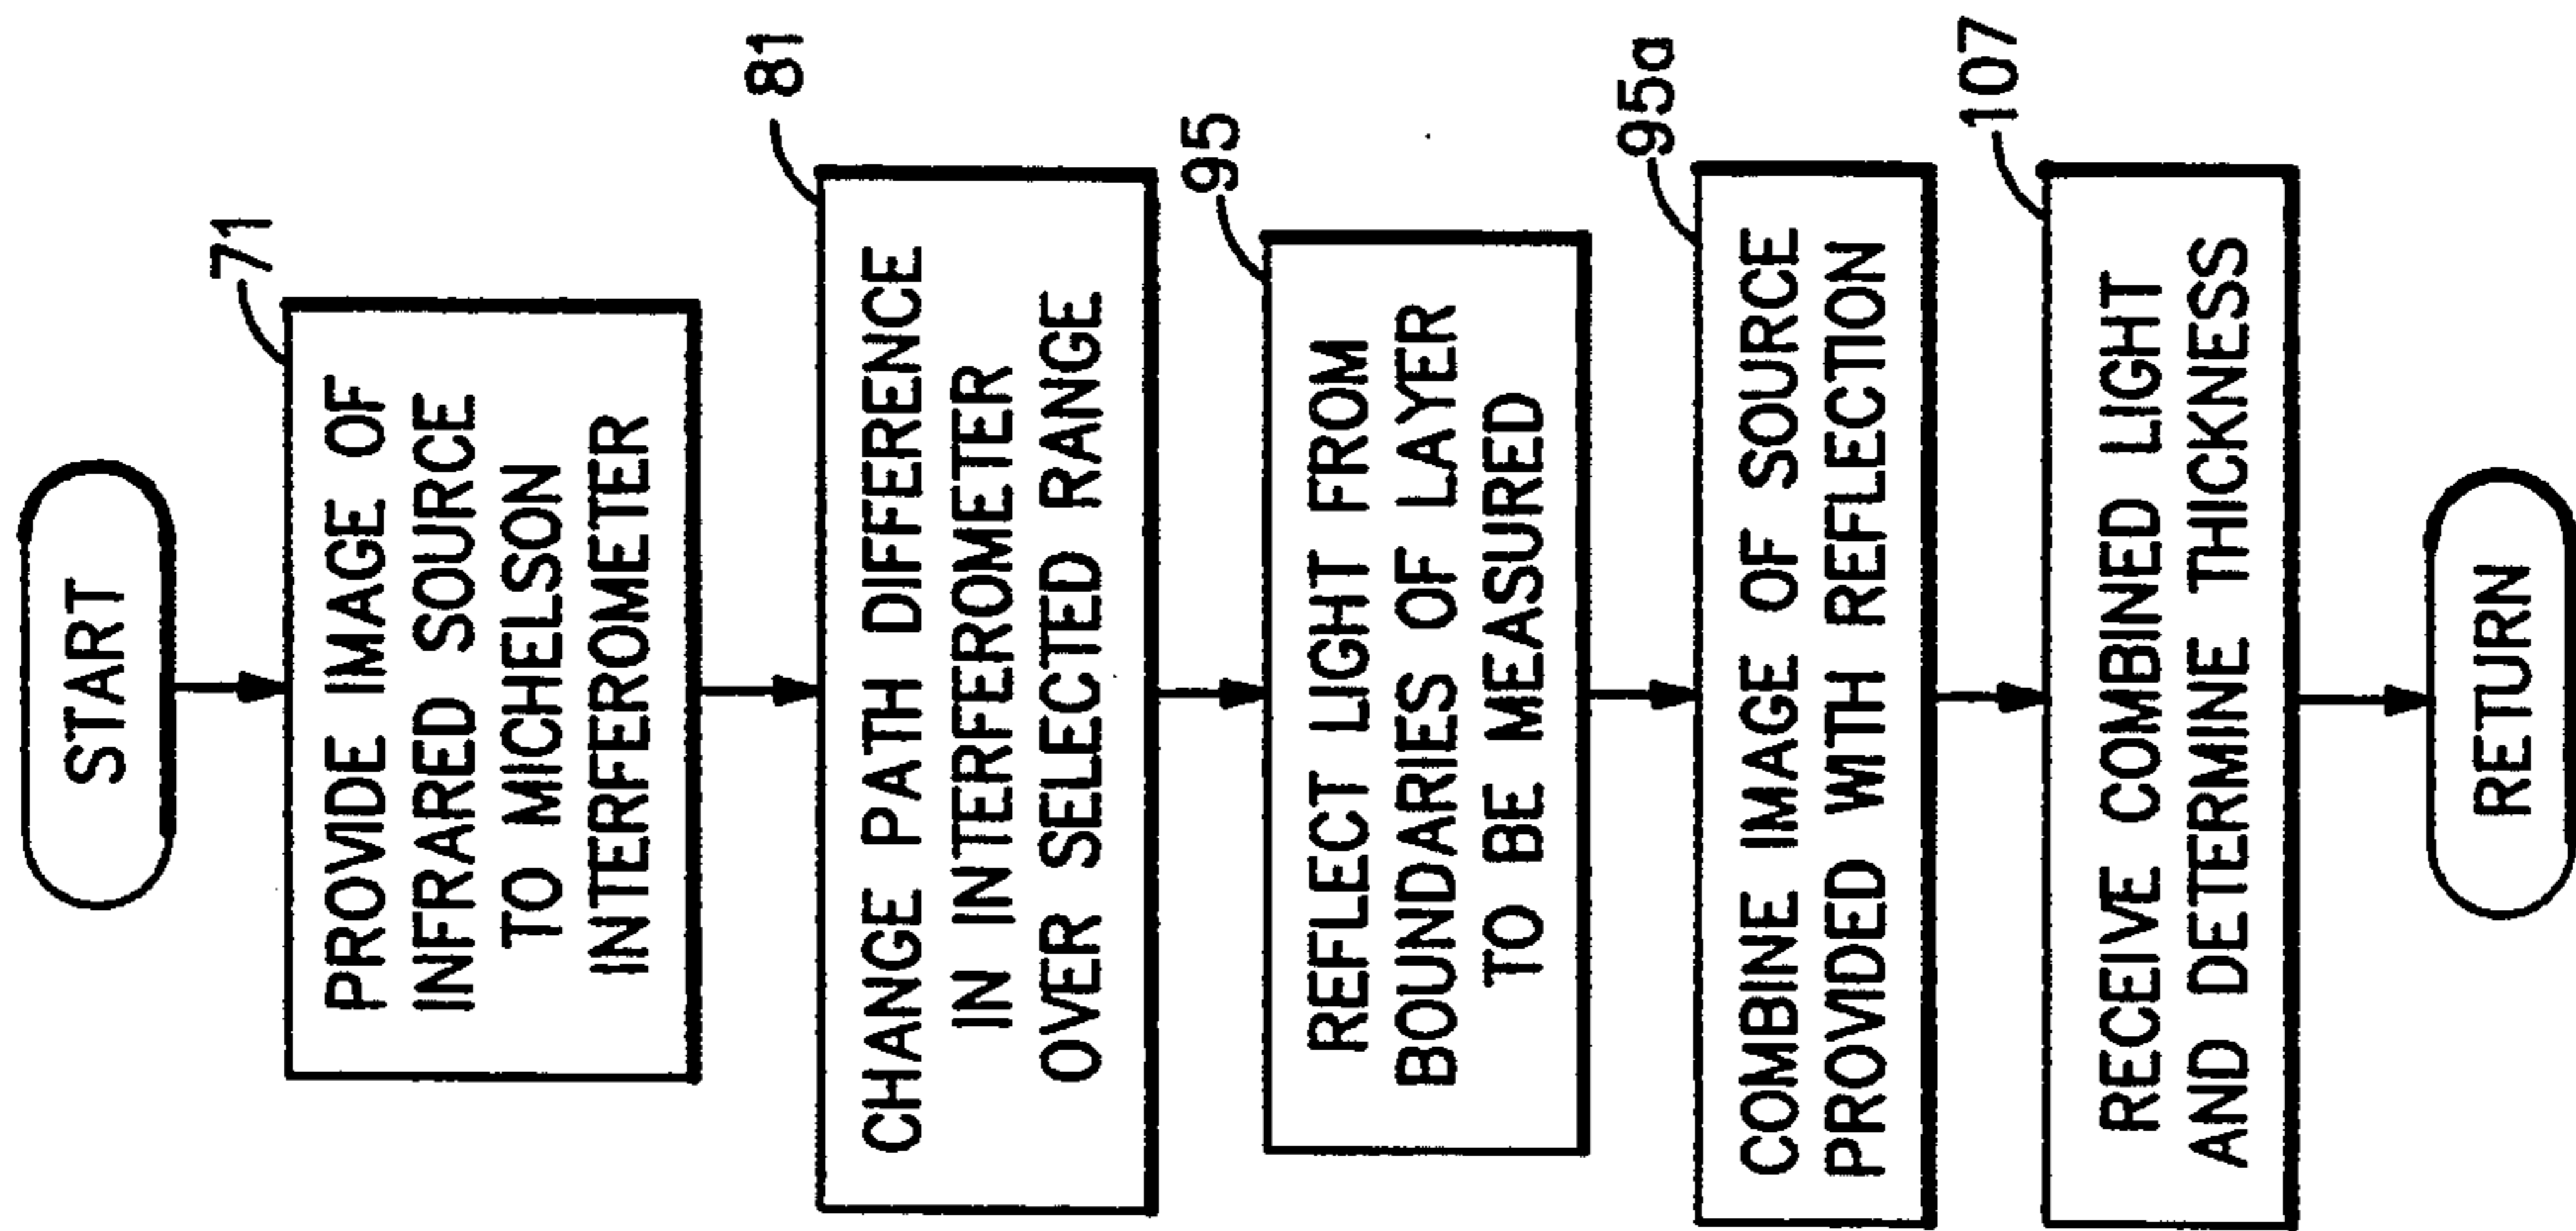 START
71
PROVIDE IMAGE OF
INFRARED SOURCE
TO MICHELSON
INTERFEROMETER
81
CHANGE PATH DIFFERENCE
IN INTERFEROMETER
OVER SELECTED RANGE
95
REFLECT LIGHT FROM
BOUNDARIES OF LAYER
TO BE MEASURED
95a
COMBINE IMAGE OF SOURCE
PROVIDED WITH REFLECTION
107
RECEIVE COMBINED LIGHT
AND DETERMINE THICKNESS
RETURN